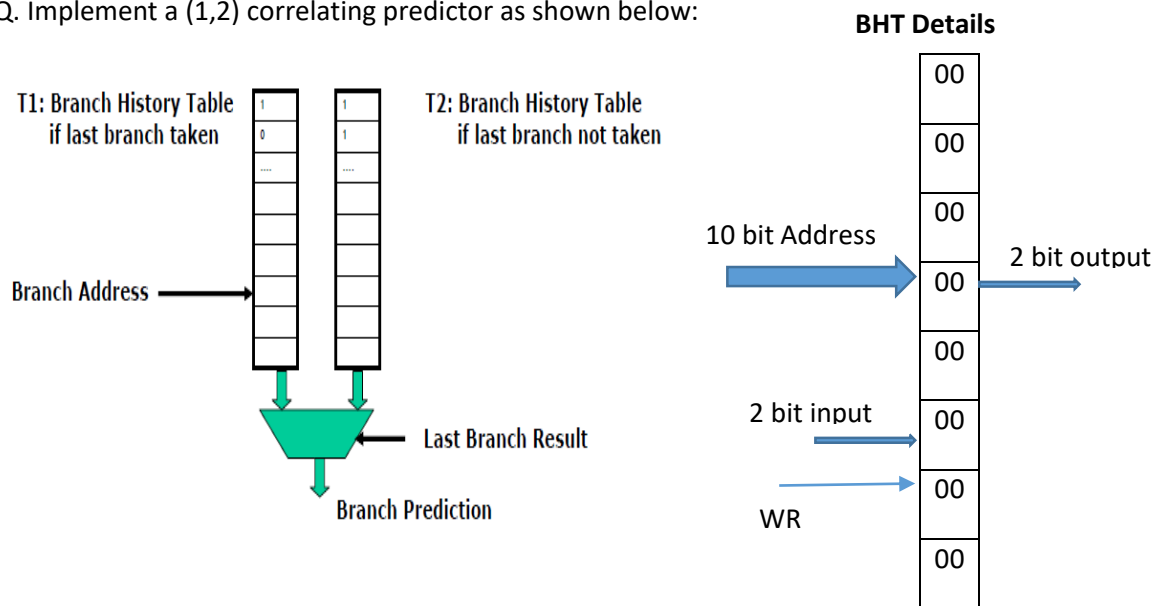 Q. Implement a (1,2) correlating predictor as shown below:
BHT Details
T1: Branch History Table
if last branch taken
1
0
....
1
1
....
T2: Branch History Table
if last branch not taken
Branch Address
Last Branch Result
Branch Prediction
00
00
00
00
00
00
00
00
10 bit Address
2 bit output
2 bit input
WR